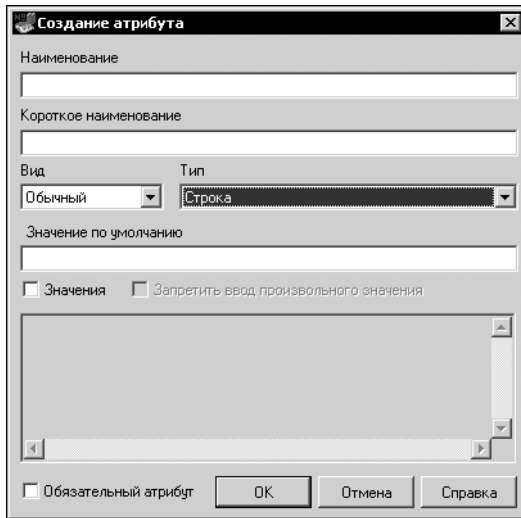 Создание атрибута
Наименование
Короткое наименование
Вид Тип
Обычный Строка
Значение по умолчанию
Значения Запретить ввод произвольного значения
Обязательный атрибут OK Отмена Справка